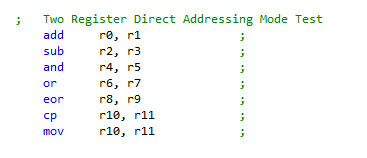 ; Two Register Direct Addressing Mode Test
add r0, r1 ;
sub r2, r3 ;
and r4, r5 ;
or r6, r7 ;
eor r8, r9 ;
cp r10, r11 ;
mov r10, r11 ;